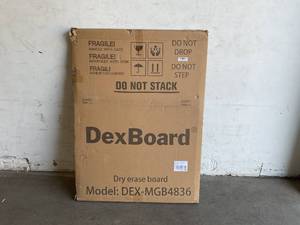 FRAGILE!
FRAGILE!
FRAGILE!
DO NOT
DROP
DO NOT
STEP
DO NOT STACK
DexBoard
Dry erase board
Model: DEX-MGB4836